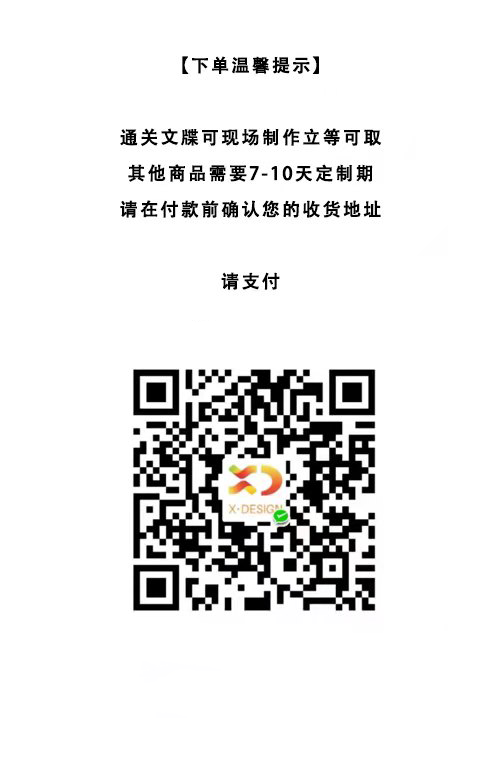 【下单温馨提示】
通关文牒可现场制作立等可取
其他商品需要7-10天定制期
请在付款前确认您的收货地址
请支付
XD
X·DESIGN